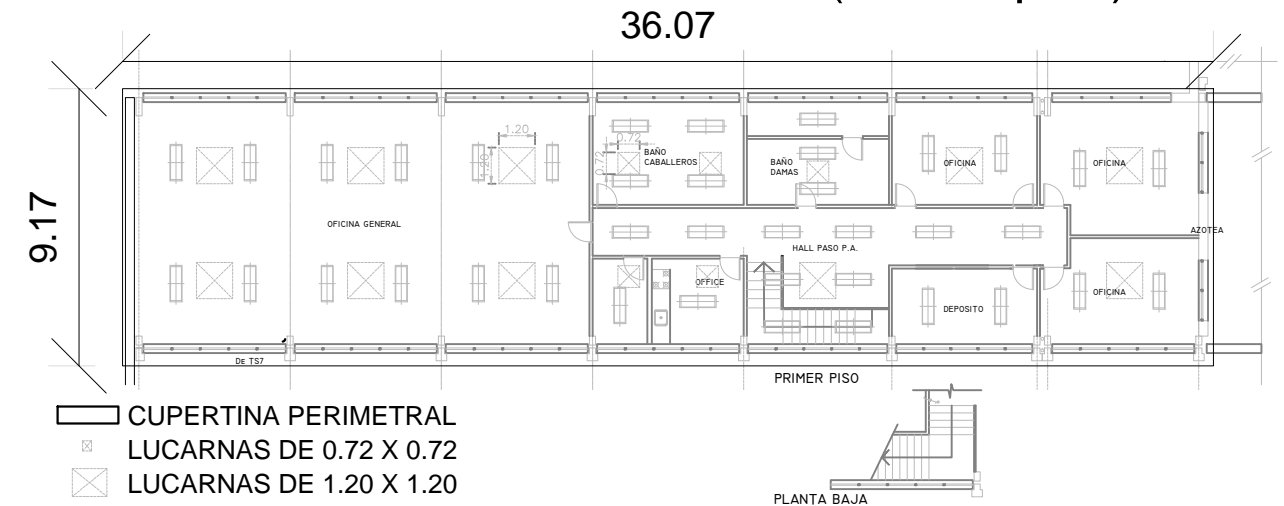 36.07
9.17
1.20
1.20
0.72
0.72
BAÑO
CABALLEROS
BAÑO
DAMAS
OFICINA
OFICINA
OFICINA GENERAL
HALL PASO P.A.
AZOTEA
OFFICE
DEPOSITO
OFICINA
DE TS7
PRIMER PISO
CUPERTINA PERIMETRAL
LUCARNAS DE 0.72 X 0.72
LUCARNAS DE 1.20 X 1.20
PLANTA BAJA